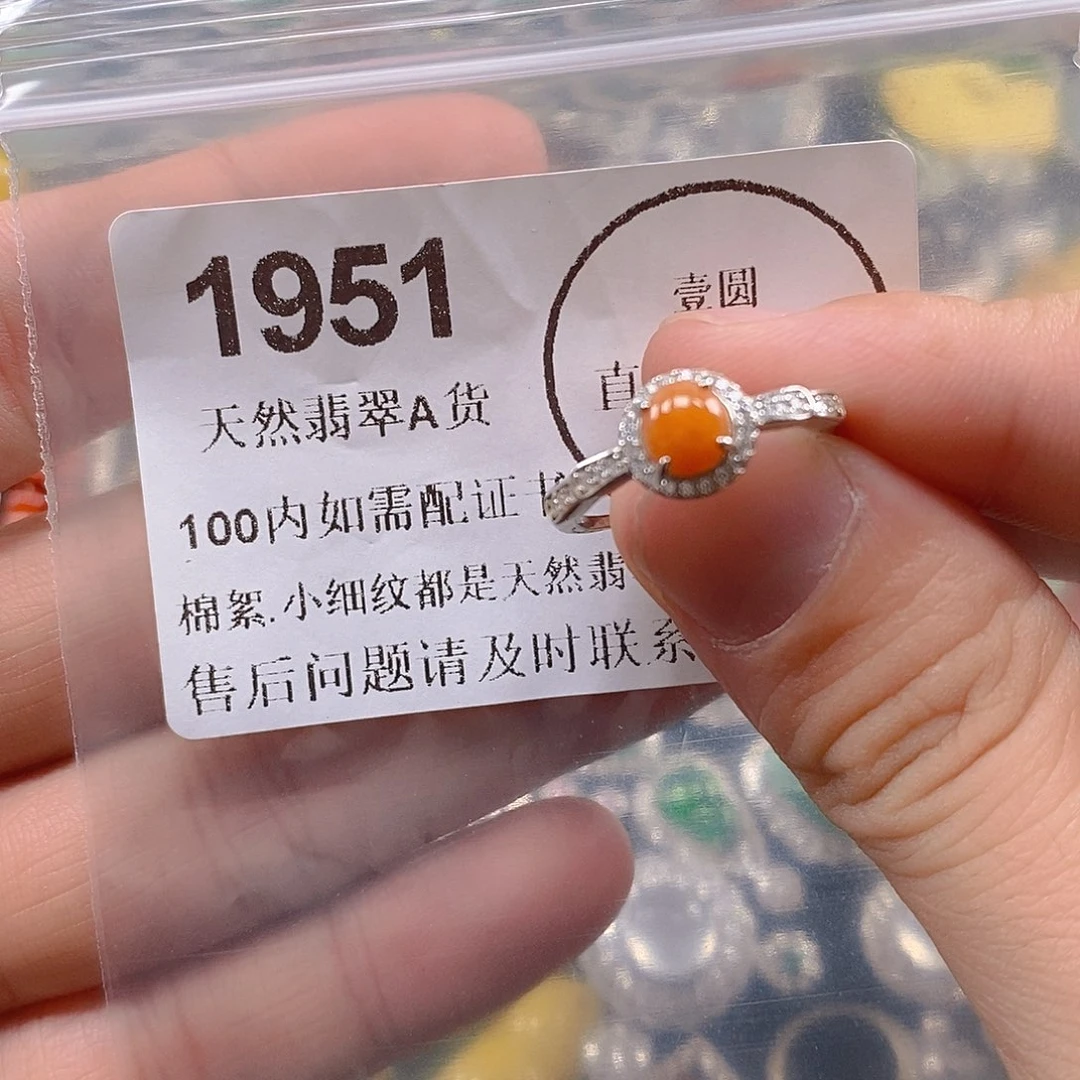 1951
壹圆
直
天然翡翠A货
100内如需配证
棉絮.小细纹都是天然翡
售后问题请及时联系